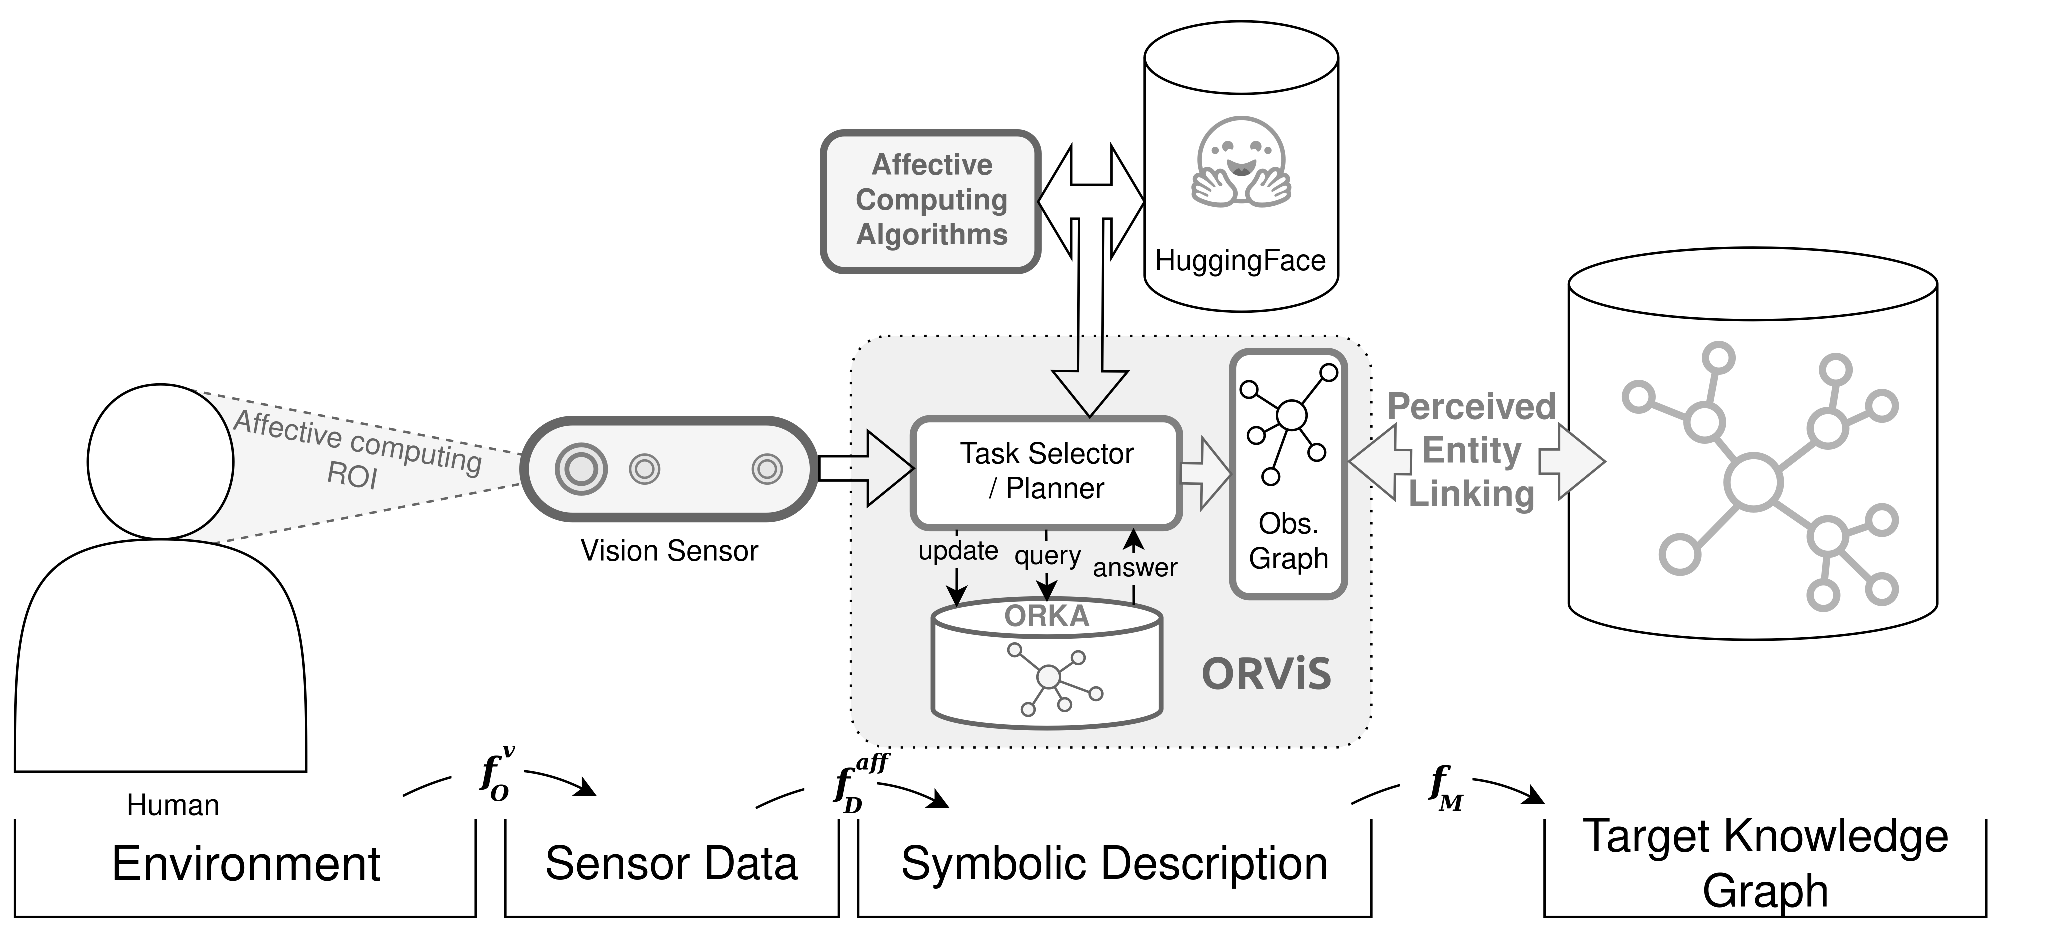 Affective
Computing
Algorithms
HuggingFace
Affective computing
ROI
Vision Sensor
Task Selector
/ Planner
update
query
answer
ORKA
Obs.
Graph
ORViS
Perceived
Entity
Linking
Human
f_O^v
f_D^aff
f_M
Environment
Sensor Data
Symbolic Description
Target Knowledge
Graph